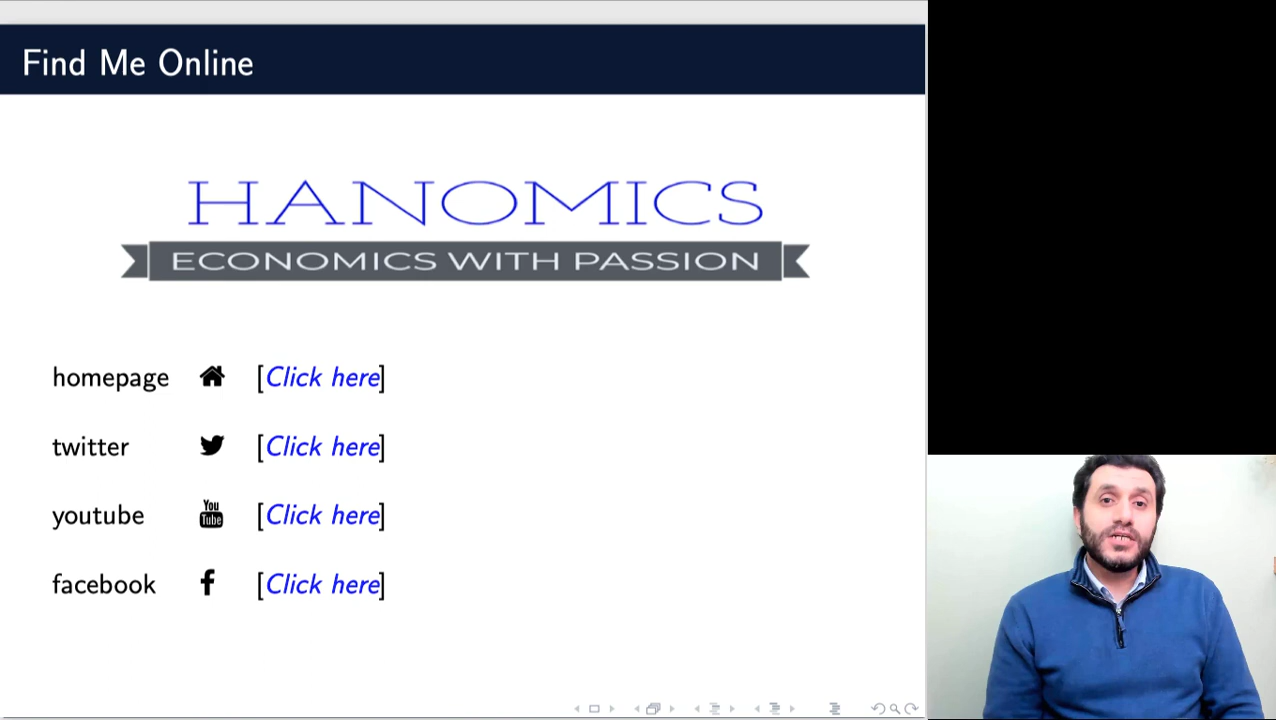 Find Me Online
HANOMICS
ECONOMICS WITH PASSION
homepage [Click here]
twitter [Click here]
youtube You Tube [Click here]
facebook f [Click here]